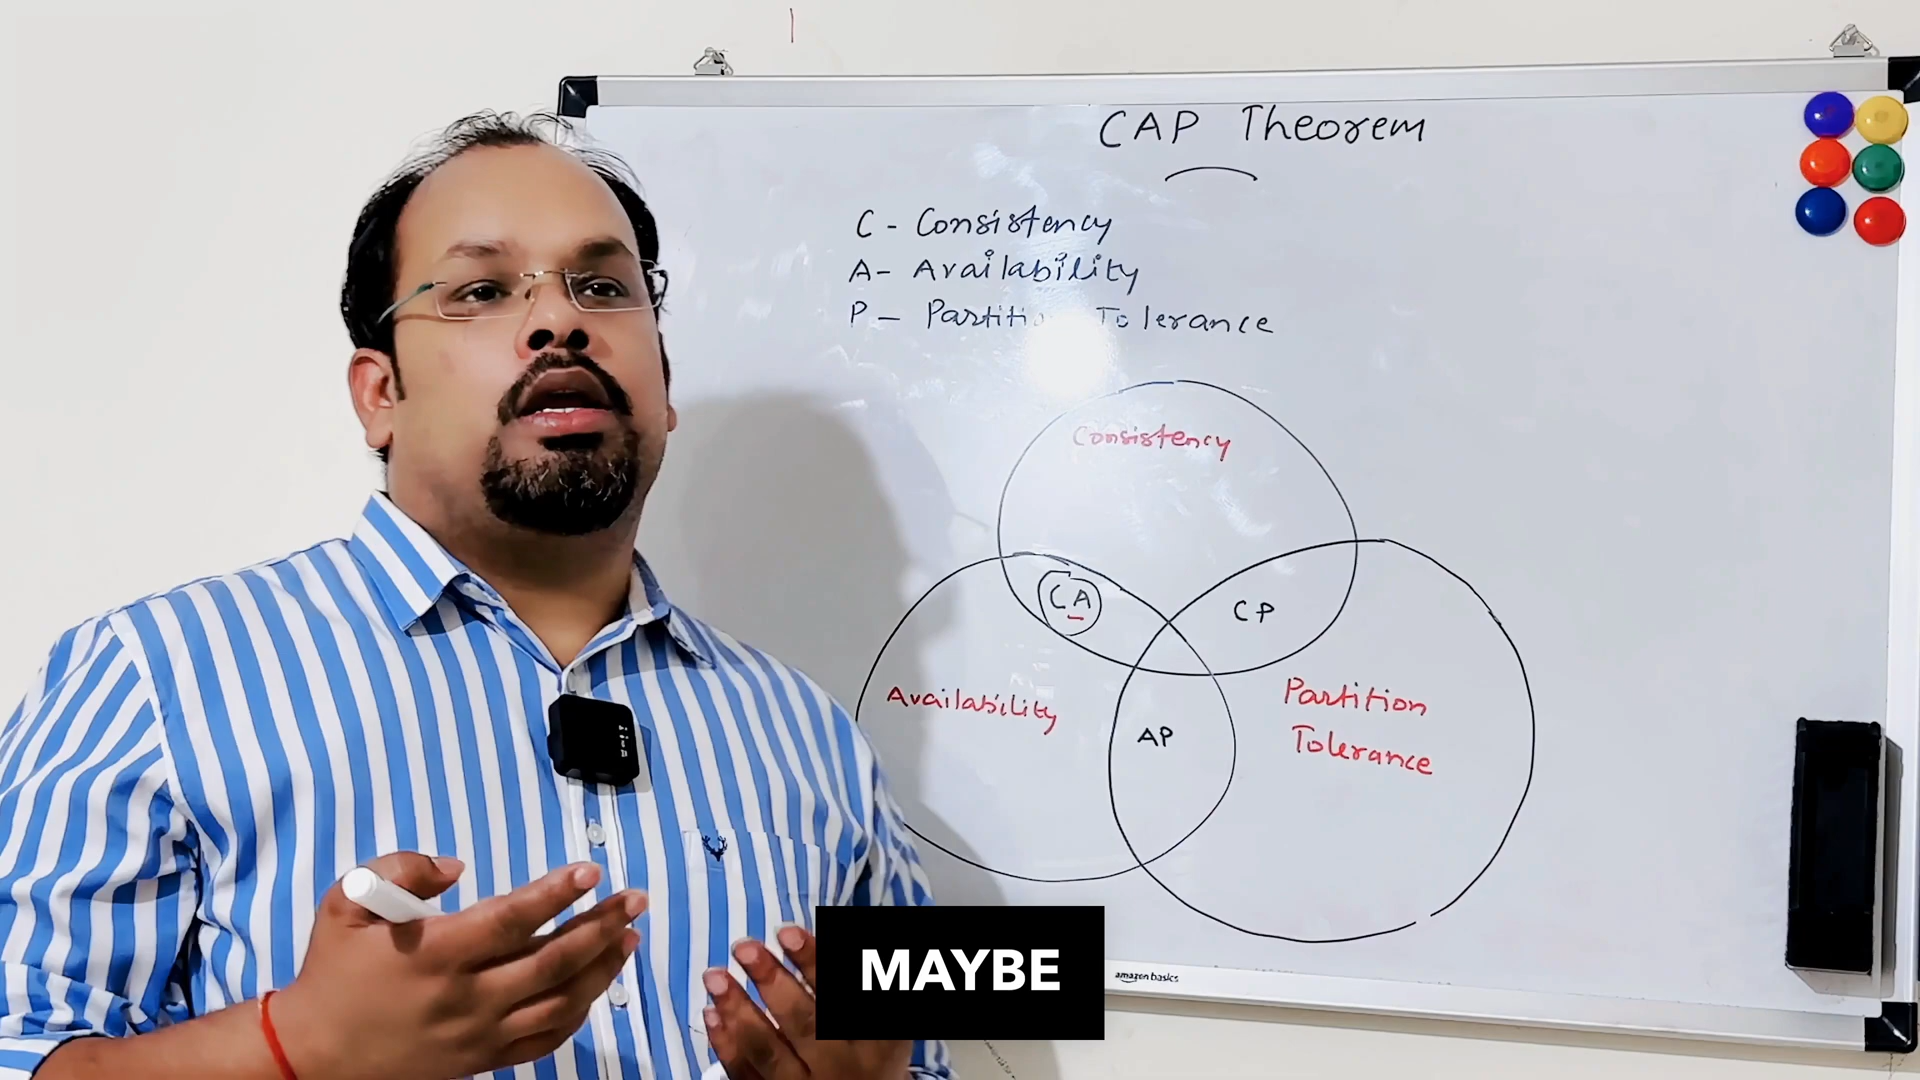 CAP Theorem
C - Consistency
A - Availability
P - Partition Tolerance
Consistency
CA
CP
Availability
AP
Partition
Tolerance
MAYBE
amazon basics